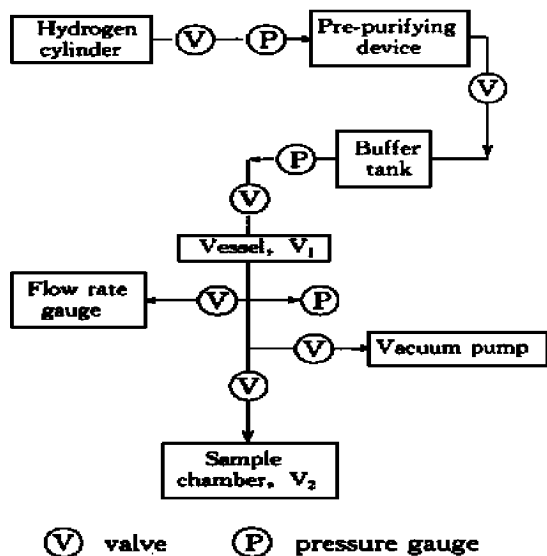 Hydrogen
cylinder
V
P
Pre-purifying
device
V
Buffer
tank
P
V
Vessel, V₁
Flow rate
gauge
V
P
V
Vacuum pump
V
Sample
chamber, V₂
V valve
P pressure gauge